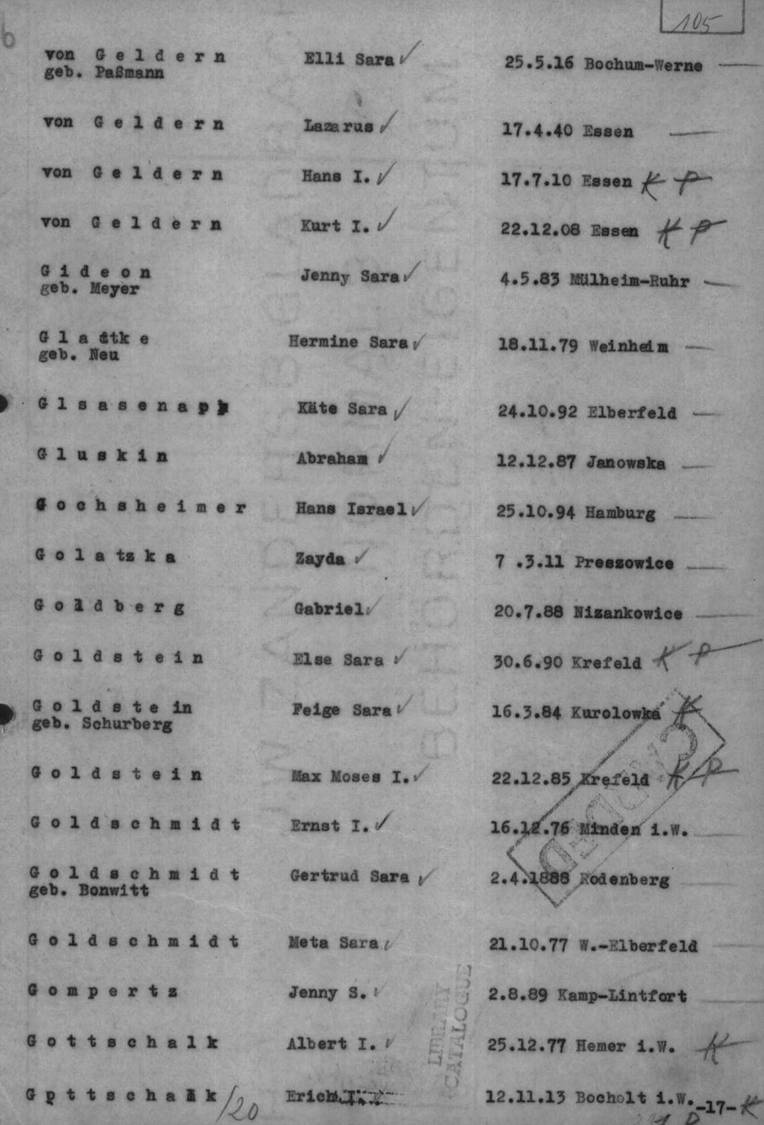 105
von Geldern Elli Sara ✓ 25.5.16 Bochum-Werne —
geb. Paßmann
von Geldern Lazarus ✓ 17.4.40 Essen —
von Geldern Hans I. ✓ 17.7.10 Essen K P
von Geldern Kurt I. ✓ 22.12.08 Essen K P
Gideon Jenny Sara ✓ 4.5.83 Mülheim-Ruhr —
geb. Meyer
Gladtke Hermine Sara ✓ 18.11.79 Weinheim —
geb. Neu
Glsasenapp Käte Sara ✓ 24.10.92 Elberfeld —
Gluskin Abraham ✓ 12.12.87 Janowska —
Gochsheimer Hans Israel ✓ 25.10.94 Hamburg —
Golatzka Zayda ✓ 7 .3.11 Preszowice —
Goldberg Gabriel ✓ 20.7.88 Nizankowice —
Goldstein Else Sara ✓ 30.6.90 Krefeld K P
Goldstein Feige Sara ✓ 16.3.84 Kurolowka K
geb. Schurberg
Goldstein Max Moses I. ✓ 22.12.85 Krefeld K P
CARDED
Goldschmidt Ernst I. ✓ 16.12.76 Minden i.W. —
Goldschmidt Gertrud Sara ✓ 2.4.1888 Rodenberg —
geb. Bonwitt
Goldschmidt Meta Sara ✓ 21.10.77 W.-Elberfeld —
Gompertz Jenny S. ✓ 2.8.89 Kamp-Lintfort —
LIBRARY
CATALOGUE
Gottschalk Albert I. ✓ 25.12.77 Hemer i.W. K
Gpttschalk /20 Erich I. 12.11.13 Bocholt i.W. -17- K